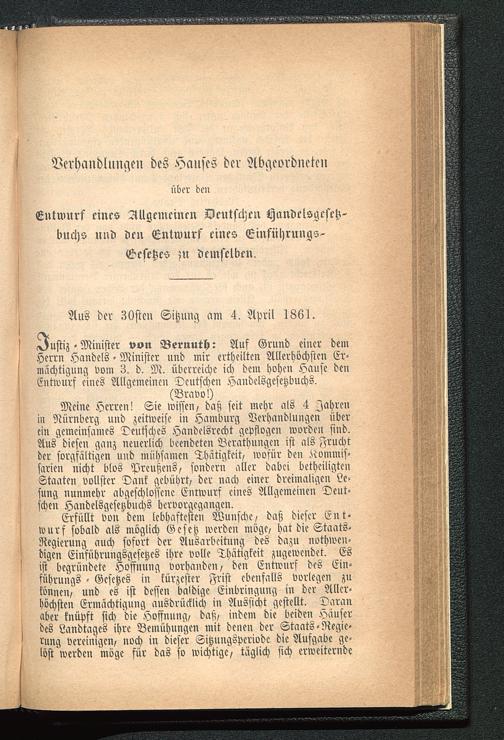 Verhandlungen des Hauses der Abgeordneten
über den
Entwurf eines Allgemeinen Deutschen Handelsgesetz-
buchs und den Entwurf eines Einführungs-
Gesetzes zu demselben.
Aus der 30sten Sitzung am 4. April 1861.
Justiz-Minister von Bernuth: Auf Grund einer dem
Herrn Handels-Minister und mir ertheilten Allerhöchsten Er-
mächtigung vom 3. d. M. überreiche ich dem hohen Hause den
Entwurf eines Allgemeinen Deutschen Handelsgesetzbuchs.
(Bravo!)
Meine Herren! Sie wissen, daß seit mehr als 4 Jahren
in Nürnberg und zeitweise in Hamburg Verhandlungen über
ein gemeinsames Deutsches Handelsrecht gepflogen worden sind.
Aus diesen ganz neuerlich beendeten Berathungen ist als Frucht
der sorgfältigen und mühsamen Thätigkeit, wofür den Kommis-
sarien nicht blos Preußens, sondern aller dabei betheiligten
Staaten vollster Dank gebührt, der nach einer dreimaligen Le-
sung nunmehr abgeschlossene Entwurf eines Allgemeinen Deut-
schen Handelsgesetzbuchs hervorgegangen.
Erfüllt von dem lebhaftesten Wunsche, daß dieser Ent-
wurf sobald als möglich Gesetz werden möge, hat die Staats-
Regierung auch sofort der Ausarbeitung des dazu nothwen-
digen Einführungsgesetzes ihre volle Thätigkeit zugewendet. Es
ist begründete Hoffnung vorhanden, den Entwurf des Ein-
führungs-Gesetzes in kürzester Frist ebenfalls vorlegen zu
können, und es ist dessen baldige Einbringung in der Aller-
höchsten Ermächtigung ausdrücklich in Aussicht gestellt. Daran
aber knüpft sich die Hoffnung, daß, indem die beiden Häuser
des Landtages ihre Bemühungen mit denen der Staats-Regie-
rung vereinigen, noch in dieser Sitzungsperiode die Aufgabe ge-
löst werden möge für das so wichtige, täglich sich erweiternde